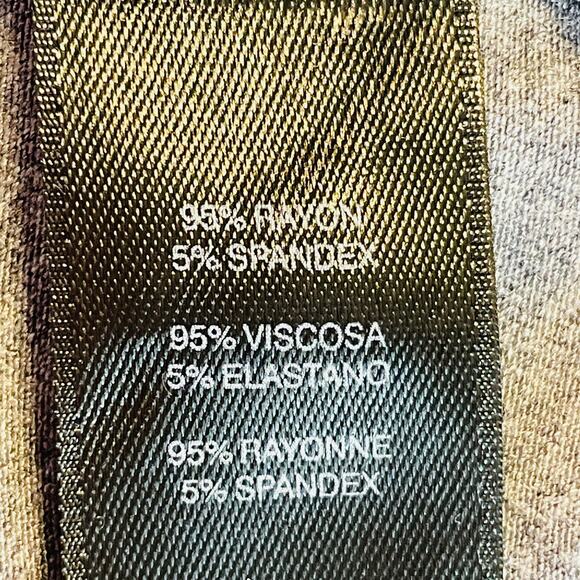 95% RAYON
5% SPANDEX
95% VISCOSA
5% ELASTANO
95% RAYONNE
5% SPANDEX